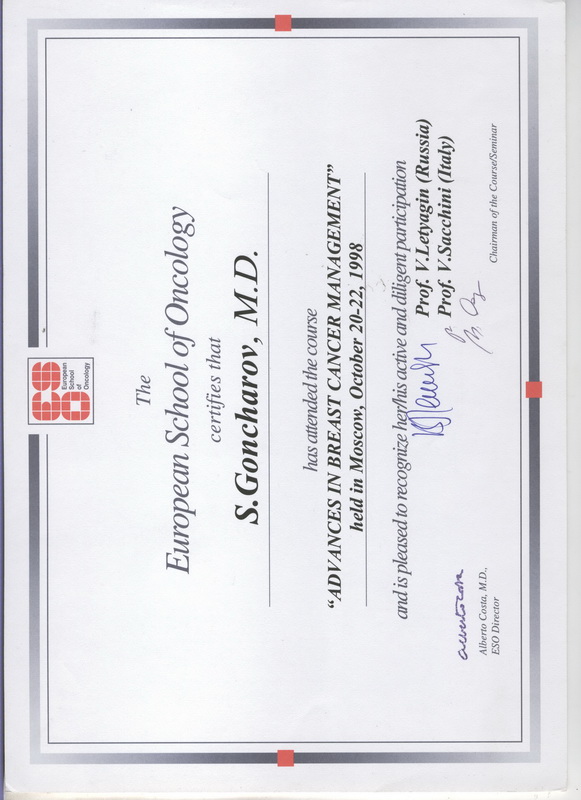 ESO
European
School
of
Oncology
The
European School of Oncology
certifies that
S.Goncharov, M.D.
has attended the course
“ADVANCES IN BREAST CANCER MANAGEMENT”
held in Moscow, October 20-22, 1998
and is pleased to recognize her/his active and diligent participation
Prof. V.Letyagin (Russia)
Prof. V.Sacchini (Italy)
alberto costa
Alberto Costa, M.D.,
ESO Director
Chairman of the Course/Seminar